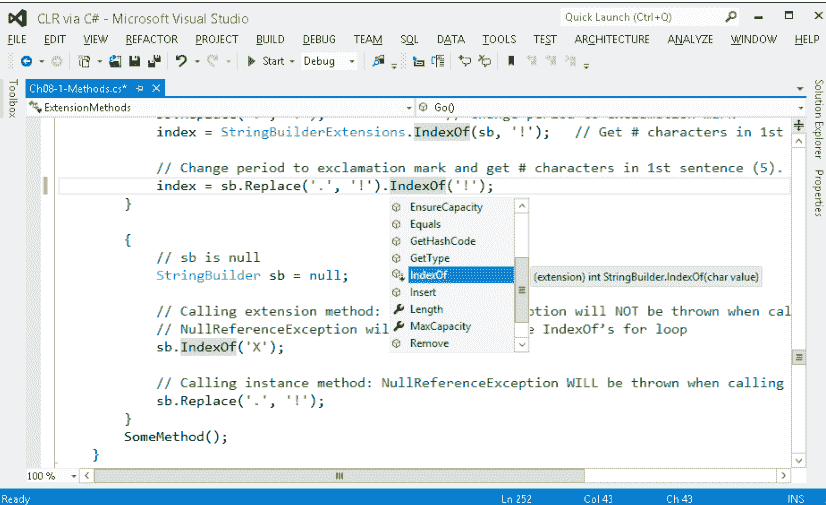 CLR via C# - Microsoft Visual Studio
Quick Launch (Ctrl+Q)
FILE EDIT VIEW REFACTOR PROJECT BUILD DEBUG TEAM SQL DATA TOOLS TEST ARCHITECTURE ANALYZE WINDOW HELP
Start Debug
Toolbox
Ch08-1-Methods.cs*
ExtensionMethods
Go()
index = StringBuilderExtensions.IndexOf(sb, '!'); // Get # characters in 1st
// Change period to exclamation mark and get # characters in 1st sentence (5).
index = sb.Replace('.', '!').IndexOf('!');
}
EnsureCapacity
Equals
GetHashCode
GetType
IndexOf
Insert
Length
MaxCapacity
Remove
(extension) int StringBuilder.IndexOf(char value)
{
// sb is null
StringBuilder sb = null;
// Calling extension method: ption will NOT be thrown when cal
// NullReferenceException wil e IndexOf's for loop
sb.IndexOf('X');
// Calling instance method: NullReferenceException WILL be thrown when calling
sb.Replace('.', '!');
}
SomeMethod();
}
Solution Explorer
Properties
100 %
Ready
Ln 252 Col 43 Ch 43 INS